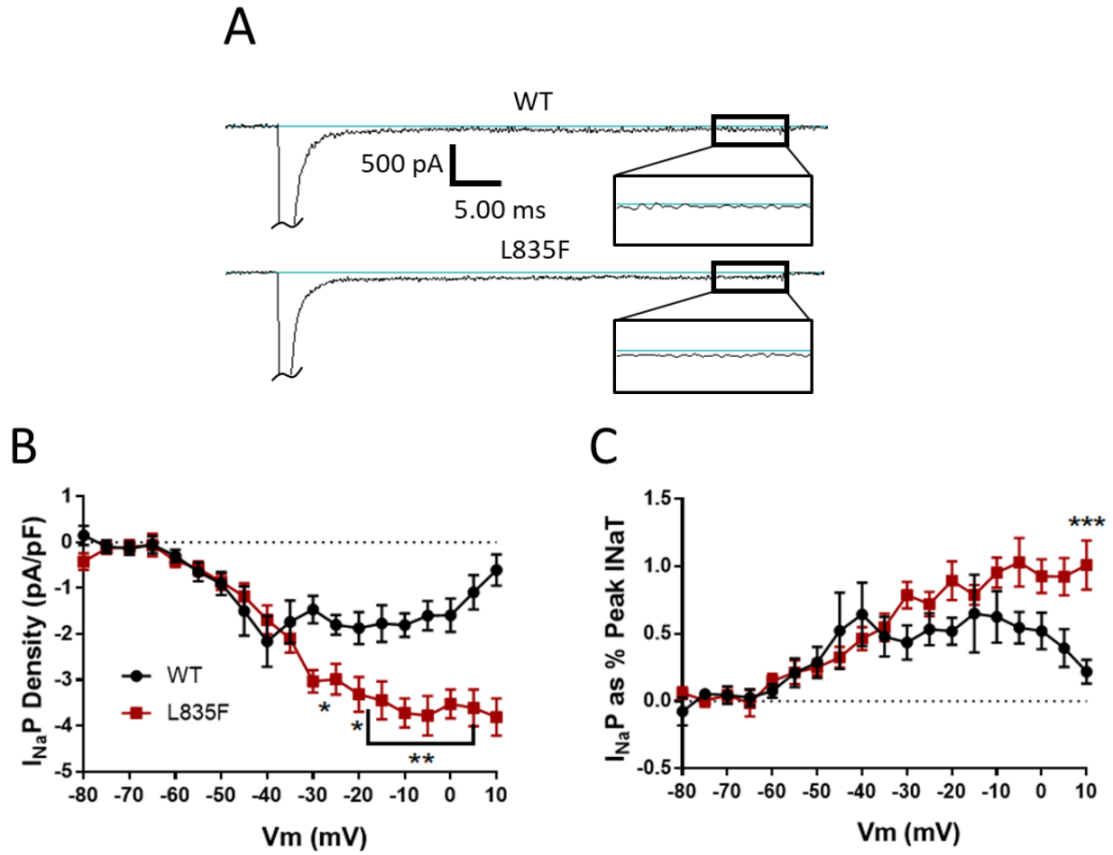 A
WT
500 pA
5.00 ms
L835F
B
I_NaP Density (pA/pF)
1
0
-1
-2
-3
-4
-5
WT
L835F
*
*
**
-80 -70 -60 -50 -40 -30 -20 -10 0 10
Vm (mV)
C
I_NaP as % Peak INaT
1.5
1.0
0.5
0.0
-0.5
***
-80 -70 -60 -50 -40 -30 -20 -10 0 10
Vm (mV)